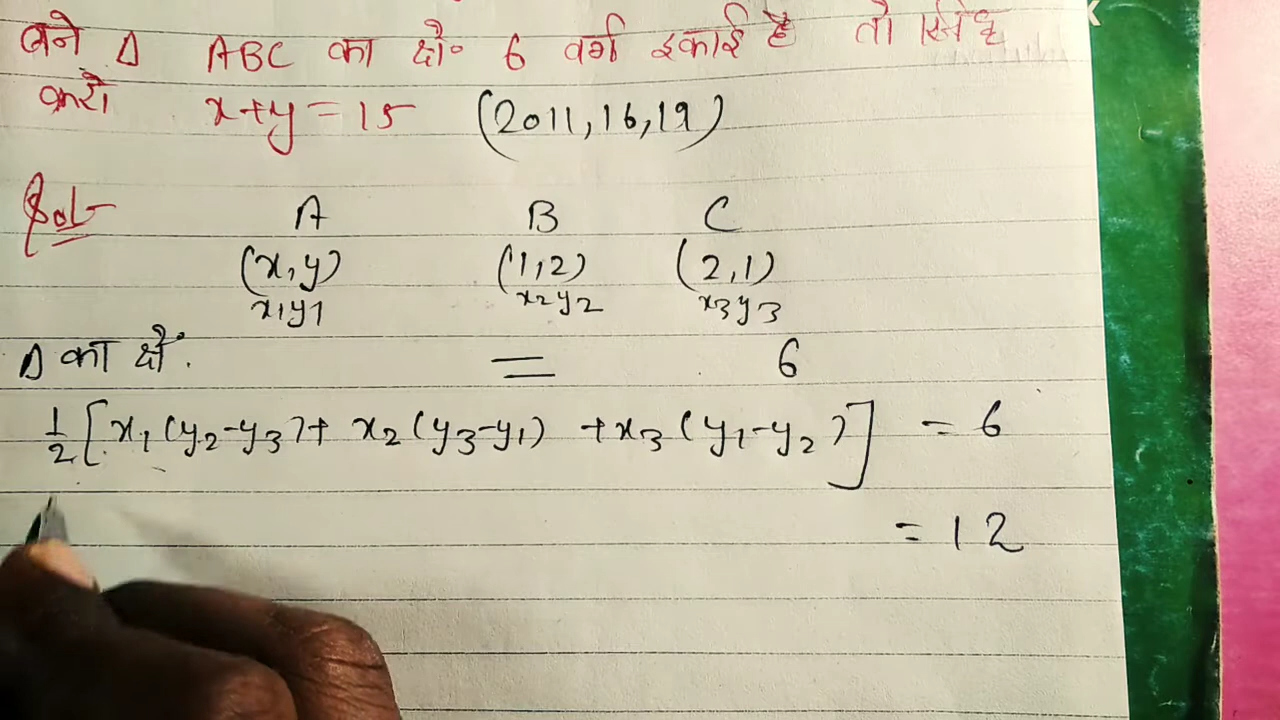 बने Δ ABC का क्षे॰ 6 वर्ग इकाई है तो सिद्ध
करो x+y=15 (2011,16,19)
Sol-
A B C
(x,y) (1,2) (2,1)
x1y1 x2y2 x3y3
Δ का क्षे. = 6
1/2 [x1(y2-y3)+ x2(y3-y1) +x3(y1-y2)] = 6
= 12